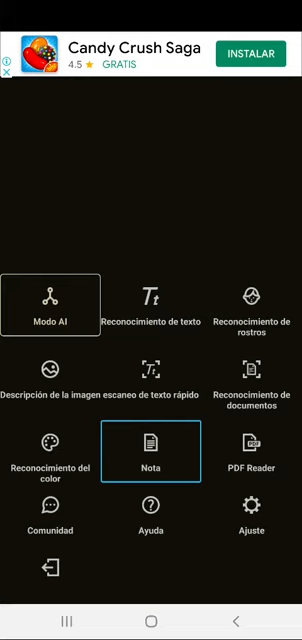 Candy Crush Saga
4.5 ★ GRATIS
INSTALAR
Modo AI
Reconocimiento de texto
Reconocimiento de
rostros
Descripción de la imagen
escaneo de texto rápido
Reconocimiento de
documentos
Reconocimiento del
color
Nota
PDF Reader
Comunidad
Ayuda
Ajuste